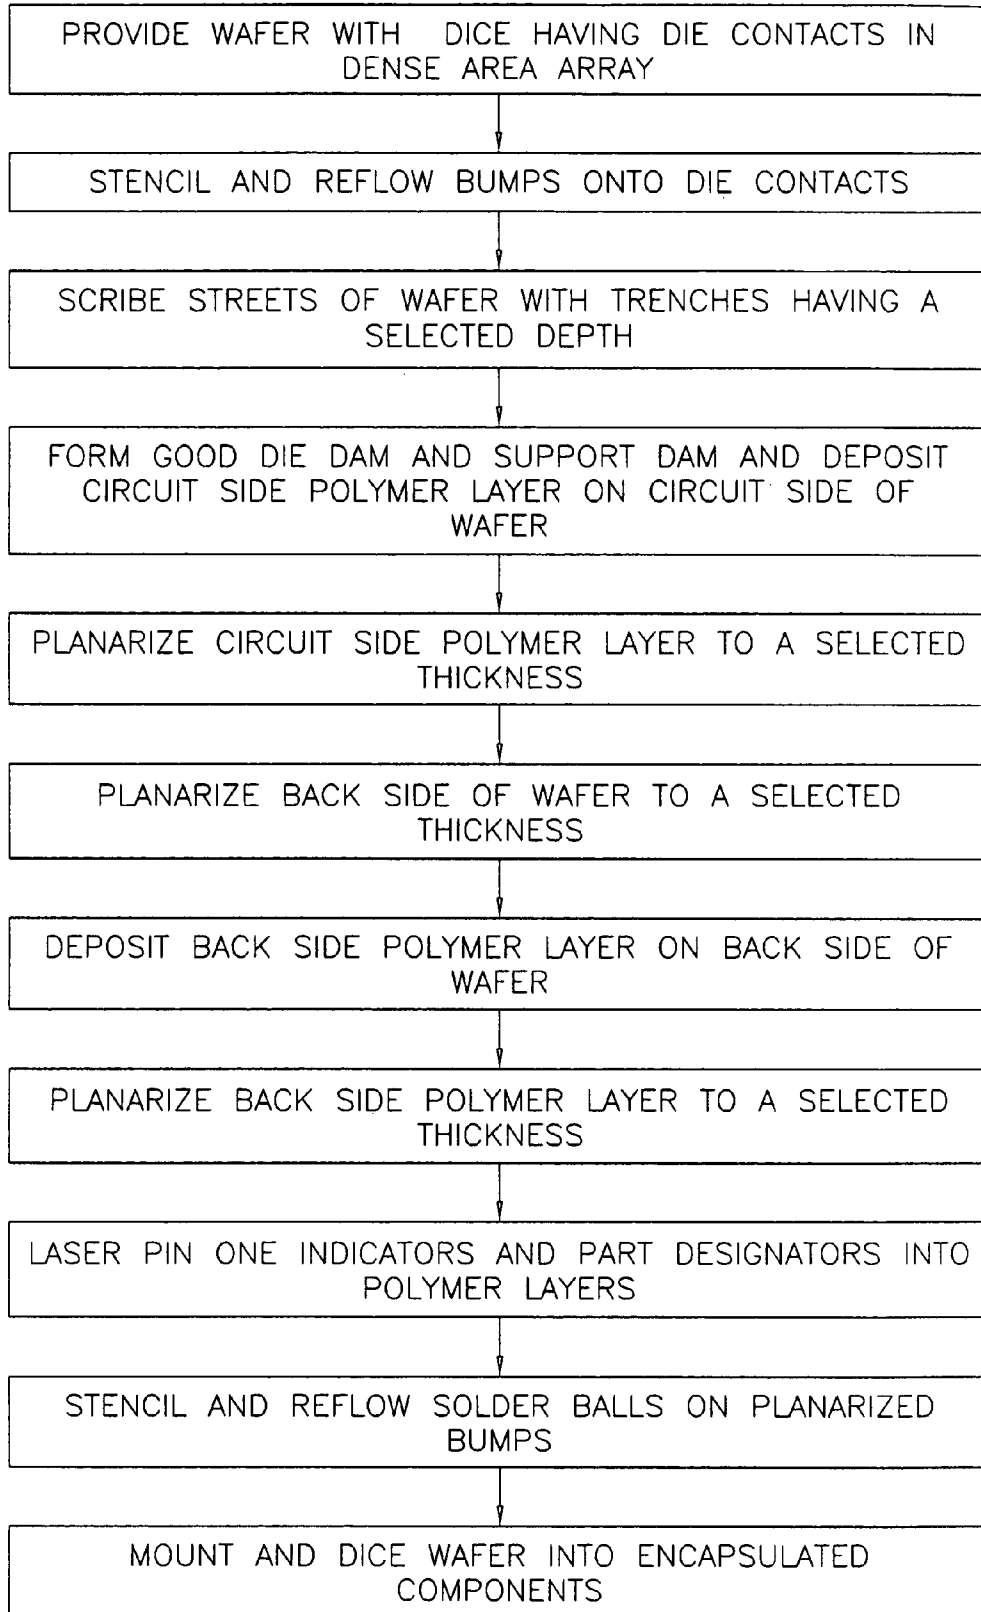 PROVIDE WAFER WITH DICE HAVING DIE CONTACTS IN
DENSE AREA ARRAY
STENCIL AND REFLOW BUMPS ONTO DIE CONTACTS
SCRIBE STREETS OF WAFER WITH TRENCHES HAVING A
SELECTED DEPTH
FORM GOOD DIE DAM AND SUPPORT DAM AND DEPOSIT
CIRCUIT SIDE POLYMER LAYER ON CIRCUIT SIDE OF
WAFER
PLANARIZE CIRCUIT SIDE POLYMER LAYER TO A SELECTED
THICKNESS
PLANARIZE BACK SIDE OF WAFER TO A SELECTED
THICKNESS
DEPOSIT BACK SIDE POLYMER LAYER ON BACK SIDE OF
WAFER
PLANARIZE BACK SIDE POLYMER LAYER TO A SELECTED
THICKNESS
LASER PIN ONE INDICATORS AND PART DESIGNATORS INTO
POLYMER LAYERS
STENCIL AND REFLOW SOLDER BALLS ON PLANARIZED
BUMPS
MOUNT AND DICE WAFER INTO ENCAPSULATED
COMPONENTS